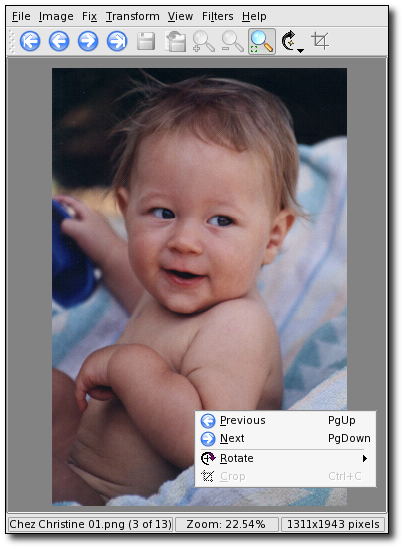 File Image Fix Transform View Filters Help
Previous PgUp
Next PgDown
Rotate
Crop Ctrl+C
Chez Christine 01.png (3 of 13) Zoom: 22.54% 1311x1943 pixels